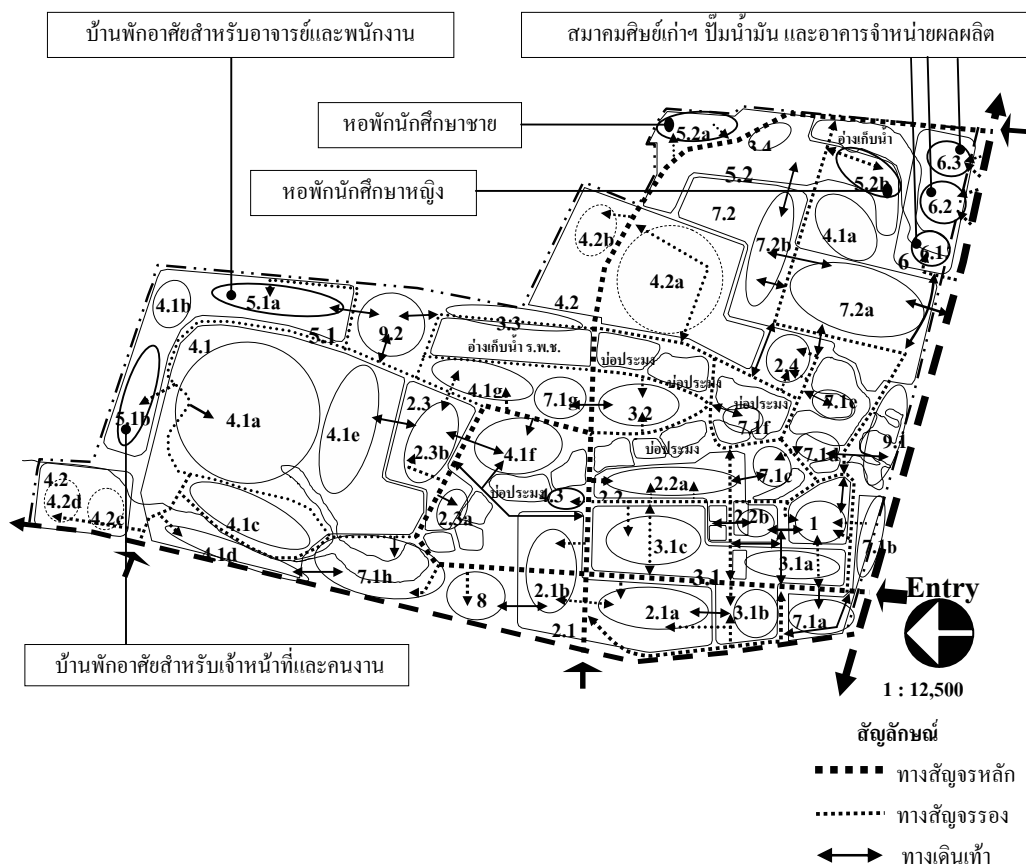 บ้านพักอาศัยสำหรับอาจารย์และพนักงาน
สมาคมศิษย์เก่าฯ ปั๊มน้ำมัน และอาคารจำหน่ายผลผลิต
หอพักนักศึกษาชาย
หอพักนักศึกษาหญิง
5.2a
3.4
อ่างเก็บน้ำ
6.3
5.2
5.2b
6.2
7.2
4.2b
7.2b
4.1a
6.1
6
4.2a
4.1b
5.1a
4.2
7.2a
5.1
9.2
3.3
4.1
อ่างเก็บน้ำ ร.พ.ช.
บ่อประมง
2.4
4.1g
บ่อประมง
2.3
7.1g
3.2
บ่อประมง
7.1e
5.1b
4.1a
4.1e
7.1f
2.3b
4.1f
บ่อประมง
9.1
4.2
4.2d
7.1c
4.2c
บ่อประมง
2.2
2.2a
2.3a
2.2b
1
4.1c
3.1c
4.1d
7.1b
7.1h
3.1a
3.1
Entry
8
2.1b
2.1a
3.1b
7.1a
2.1
บ้านพักอาศัยสำหรับเจ้าหน้าที่และคนงาน
1 : 12,500
สัญลักษณ์
ทางสัญจรหลัก
ทางสัญจรรอง
ทางเดินเท้า